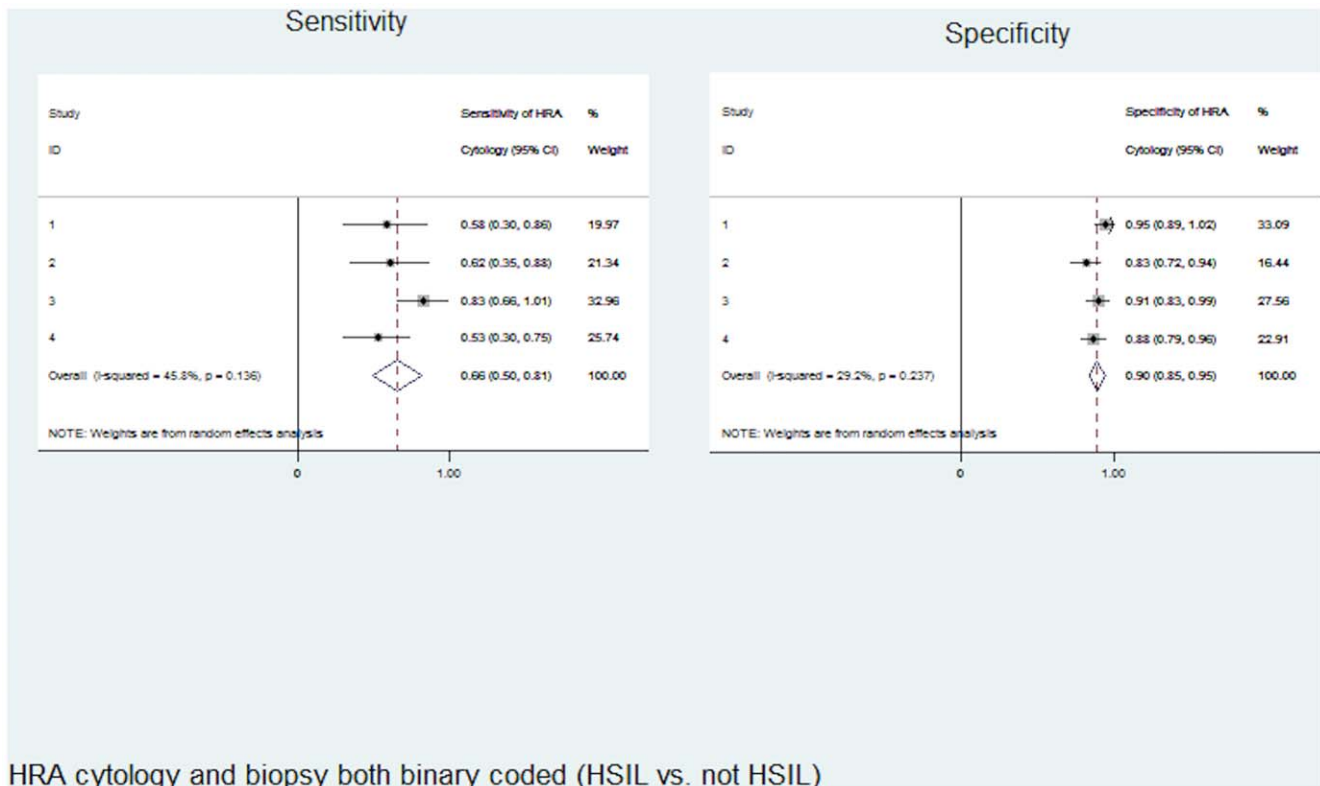 Sensitivity
Study Sensitivity of HRA %
ID Cytology (95% CI) Weight
1 0.58 (0.30, 0.86) 19.97
2 0.62 (0.35, 0.88) 21.34
3 0.83 (0.66, 1.01) 32.96
4 0.53 (0.30, 0.75) 25.74
Overall (I-squared = 45.8%, p = 0.136) 0.66 (0.50, 0.81) 100.00
NOTE: Weights are from random effects analysis
0 1.00
Specificity
Study Specificity of HRA %
ID Cytology (95% CI) Weight
1 0.95 (0.89, 1.02) 33.09
2 0.83 (0.72, 0.94) 16.44
3 0.91 (0.83, 0.99) 27.56
4 0.88 (0.79, 0.96) 22.91
Overall (I-squared = 29.2%, p = 0.237) 0.90 (0.85, 0.95) 100.00
NOTE: Weights are from random effects analysis
0 1.00
HRA cytology and biopsy both binary coded (HSIL vs. not HSIL)